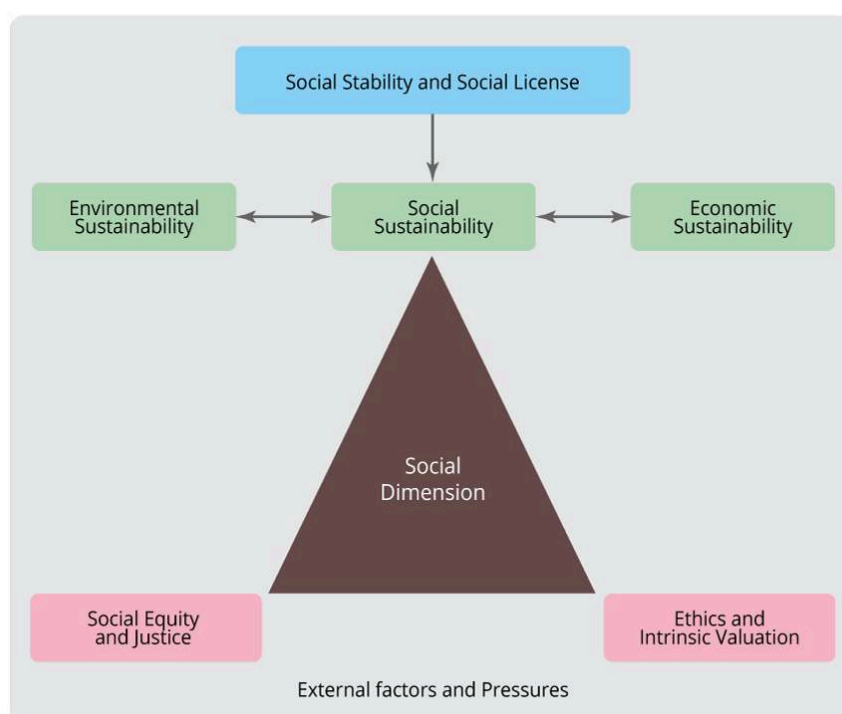 Social Stability and Social License
Environmental
Sustainability
Social
Sustainability
Economic
Sustainability
Social
Dimension
Social Equity
and Justice
Ethics and
Intrinsic Valuation
External factors and Pressures